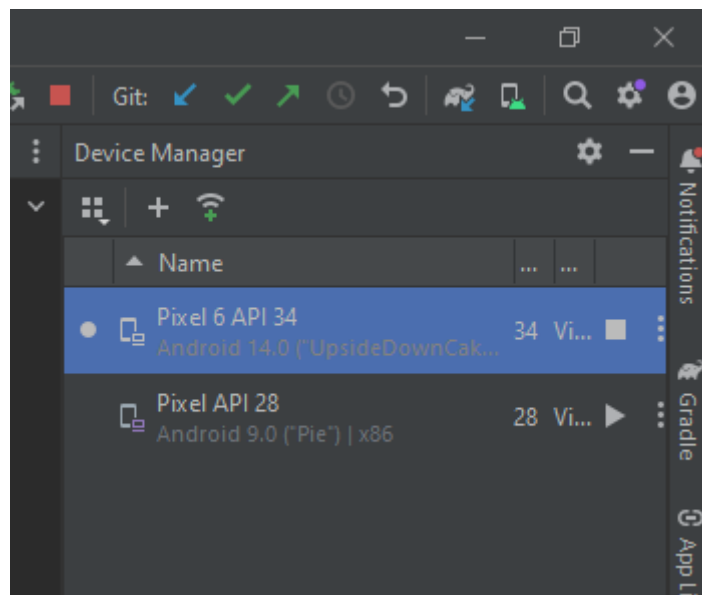 Git:
Device Manager
Name ... ...
Pixel 6 API 34
Android 14.0 ("UpsideDownCak...
34 Vi...
Pixel API 28
Android 9.0 ("Pie") | x86
28 Vi...
Notifications
Gradle
App Li